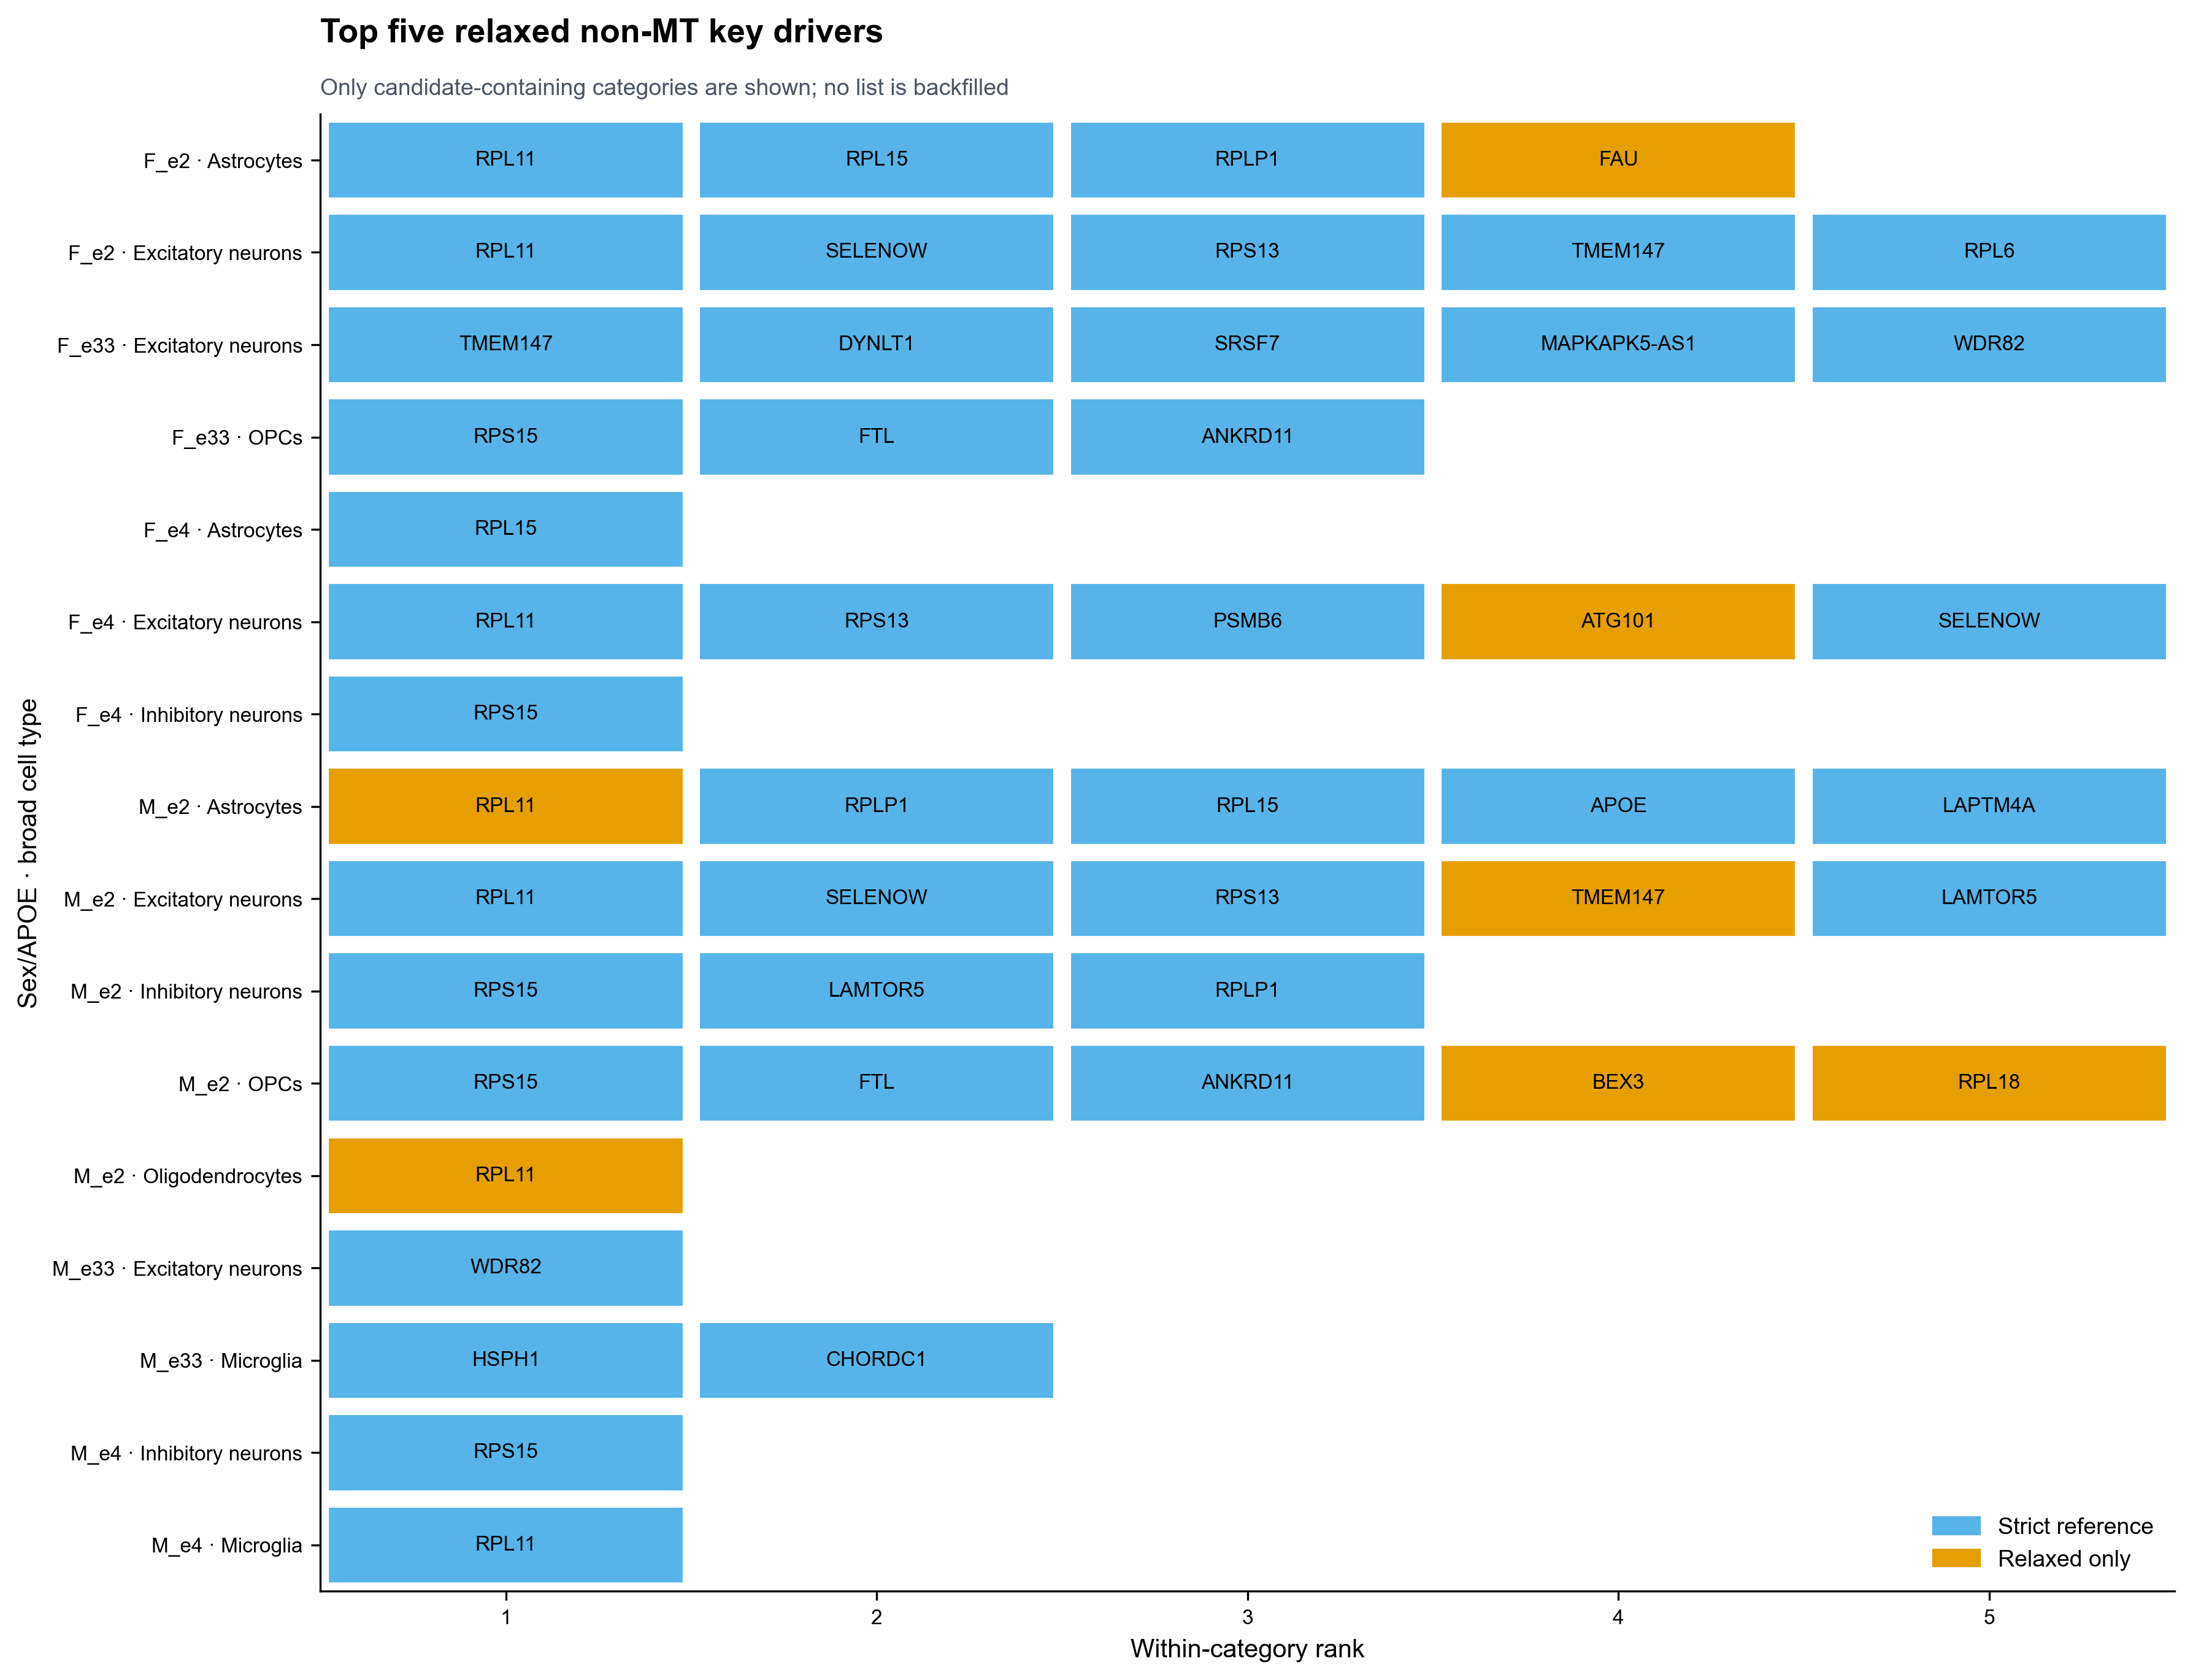 Top five relaxed non-MT key drivers
Only candidate-containing categories are shown; no list is backfilled
Sex/APOE · broad cell type
F_e2 · Astrocytes RPL11 RPL15 RPLP1 FAU
F_e2 · Excitatory neurons RPL11 SELENOW RPS13 TMEM147 RPL6
F_e33 · Excitatory neurons TMEM147 DYNLT1 SRSF7 MAPKAPK5-AS1 WDR82
F_e33 · OPCs RPS15 FTL ANKRD11
F_e4 · Astrocytes RPL15
F_e4 · Excitatory neurons RPL11 RPS13 PSMB6 ATG101 SELENOW
F_e4 · Inhibitory neurons RPS15
M_e2 · Astrocytes RPL11 RPLP1 RPL15 APOE LAPTM4A
M_e2 · Excitatory neurons RPL11 SELENOW RPS13 TMEM147 LAMTOR5
M_e2 · Inhibitory neurons RPS15 LAMTOR5 RPLP1
M_e2 · OPCs RPS15 FTL ANKRD11 BEX3 RPL18
M_e2 · Oligodendrocytes RPL11
M_e33 · Excitatory neurons WDR82
M_e33 · Microglia HSPH1 CHORDC1
M_e4 · Inhibitory neurons RPS15
M_e4 · Microglia RPL11
Strict reference
Relaxed only
1 2 3 4 5
Within-category rank